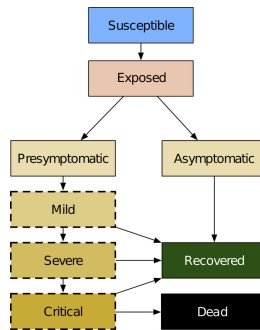 Susceptible
Exposed
Presymptomatic
Asymptomatic
Mild
Severe
Recovered
Critical
Dead